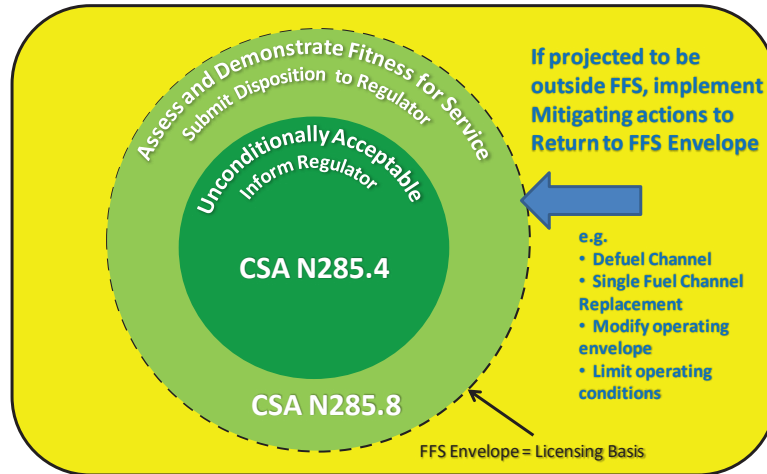 Assess and Demonstrate Fitness for Service
Submit Disposition to Regulator
Unconditionally Acceptable
Inform Regulator
CSA N285.4
CSA N285.8
If projected to be
outside FFS, implement
Mitigating actions to
Return to FFS Envelope
e.g.
• Defuel Channel
• Single Fuel Channel
Replacement
• Modify operating
envelope
• Limit operating
conditions
FFS Envelope = Licensing Basis